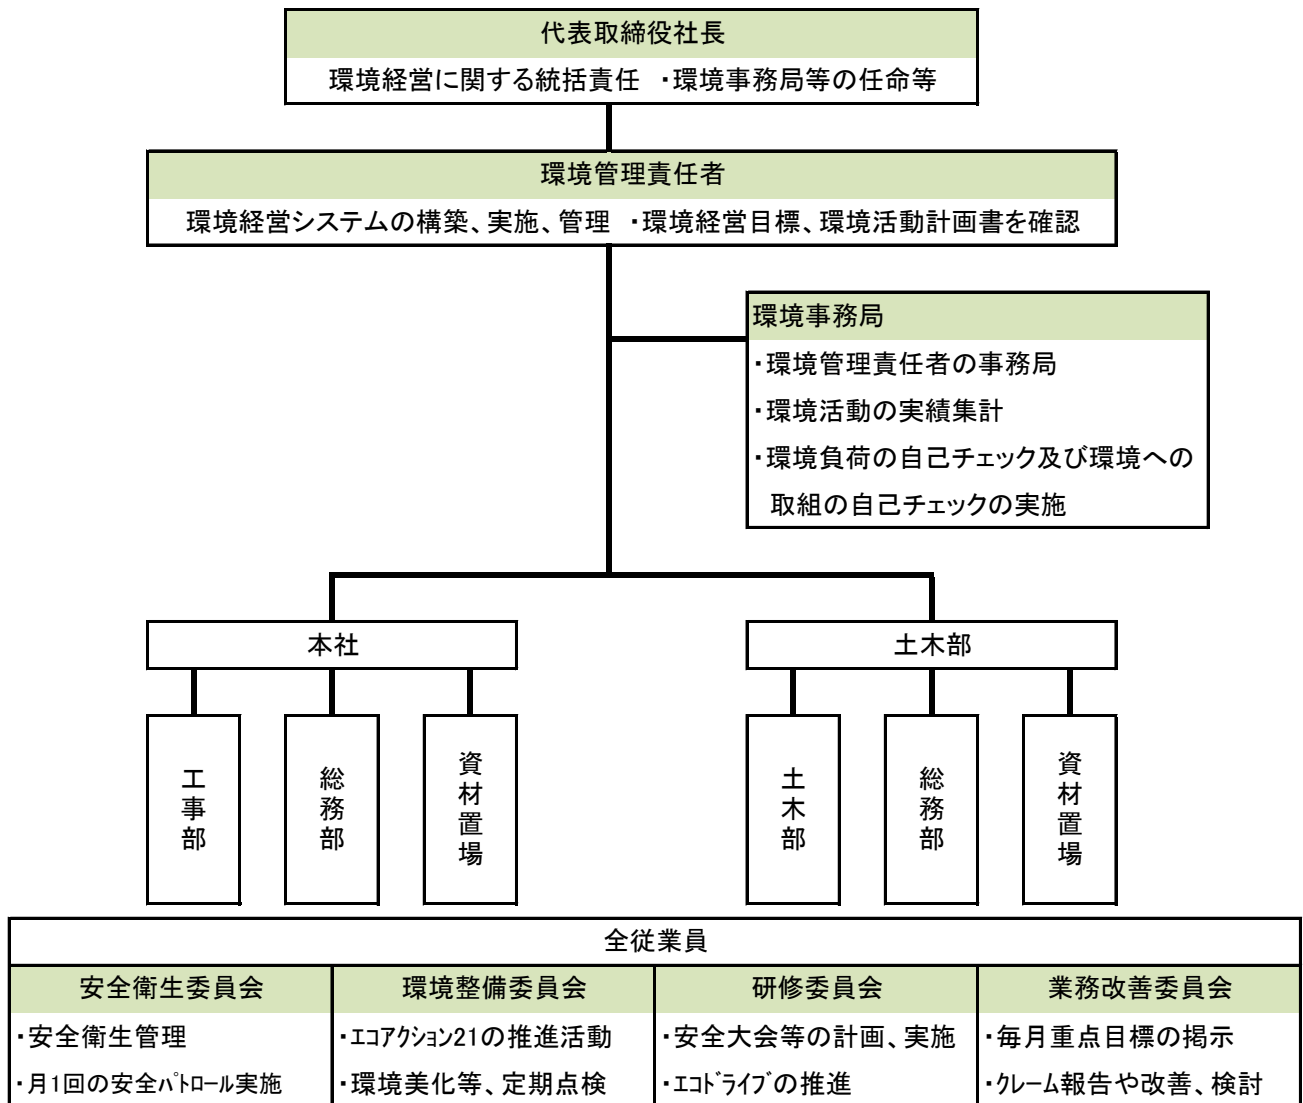 代表取締役社長
環境経営に関する統括責任 ・環境事務局等の任命等
環境管理責任者
環境経営システムの構築、実施、管理 ・環境経営目標、環境活動計画書を確認
環境事務局
・環境管理責任者の事務局
・環境活動の実績集計
・環境負荷の自己チェック及び環境への
取組の自己チェックの実施
本社
土木部
工事部
総務部
資材置場
土木部
総務部
資材置場
全従業員
安全衛生委員会
環境整備委員会
研修委員会
業務改善委員会
・安全衛生管理
・ｴｺｱｸｼｮﾝ21の推進活動
・安全大会等の計画、実施
・毎月重点目標の掲示
・月1回の安全ﾊﾟﾄﾛｰﾙ実施
・環境美化等、定期点検
・ｴｺﾄﾞﾗｲﾌﾞの推進
・ｸﾚｰﾑ報告や改善、検討